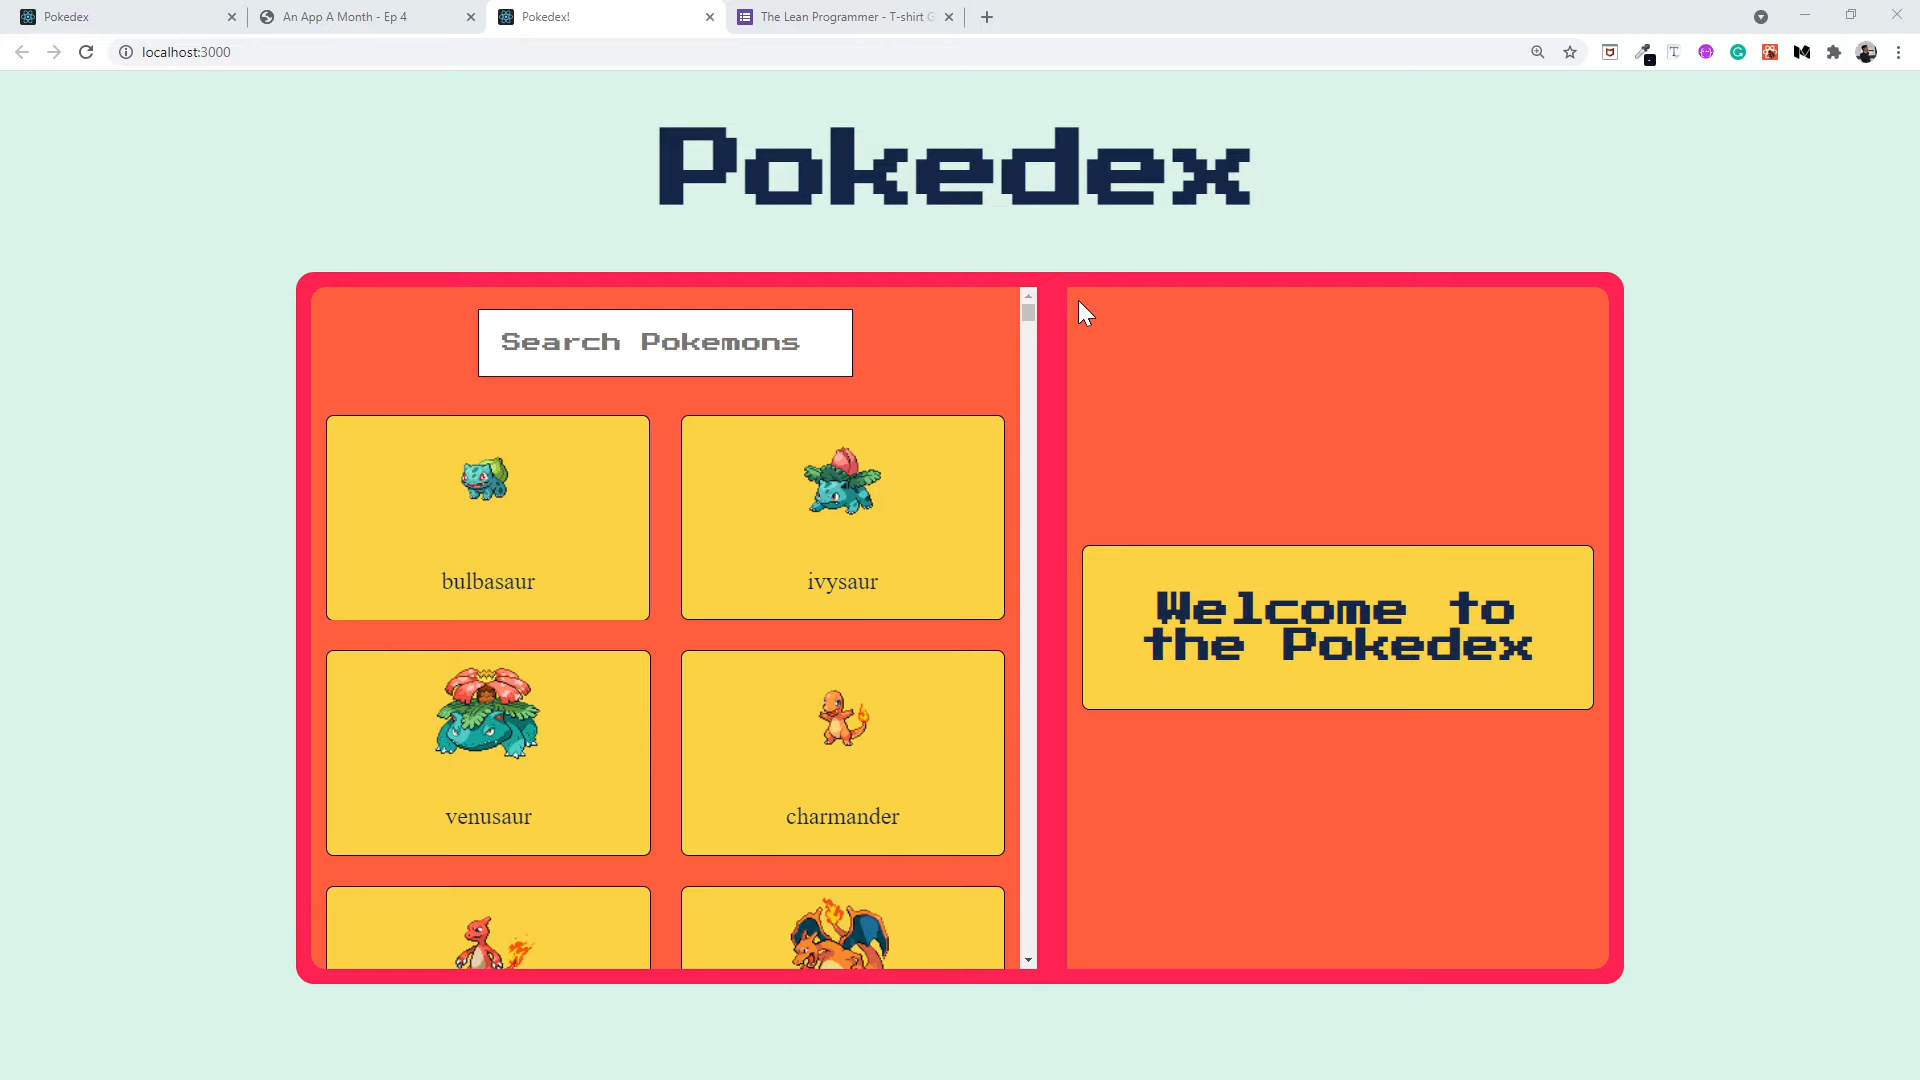 Pokedex
An App A Month - Ep 4
Pokedex!
The Lean Programmer - T-shirt G
localhost:3000
Pokedex
Search Pokemons
bulbasaur
ivysaur
venusaur
charmander
Welcome to
the Pokedex